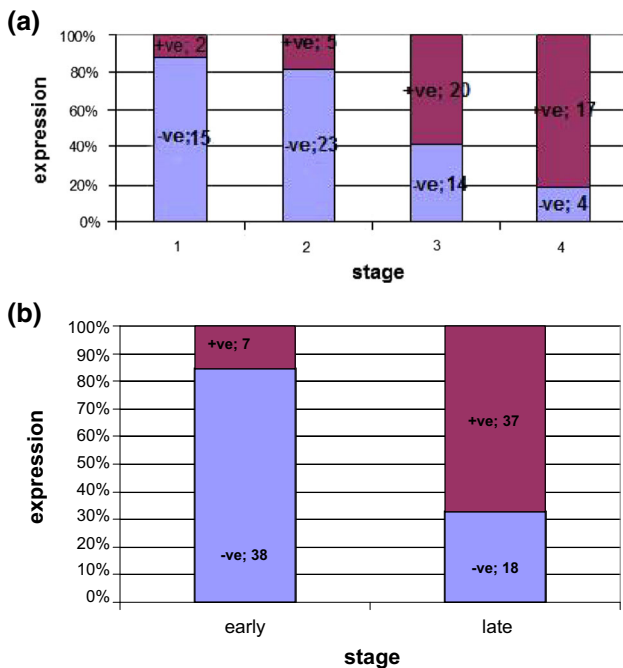 (a)
100%
80%
60%
40%
20%
0%
expression
+ve; 2
+ve; 5
+ve; 20
+ve; 17
-ve;15
-ve;23
-ve; 14
-ve; 4
1 2 3 4
stage
(b)
100%
90%
80%
70%
60%
50%
40%
30%
20%
10%
0%
expression
+ve; 7
+ve; 37
-ve; 38
-ve; 18
early late
stage